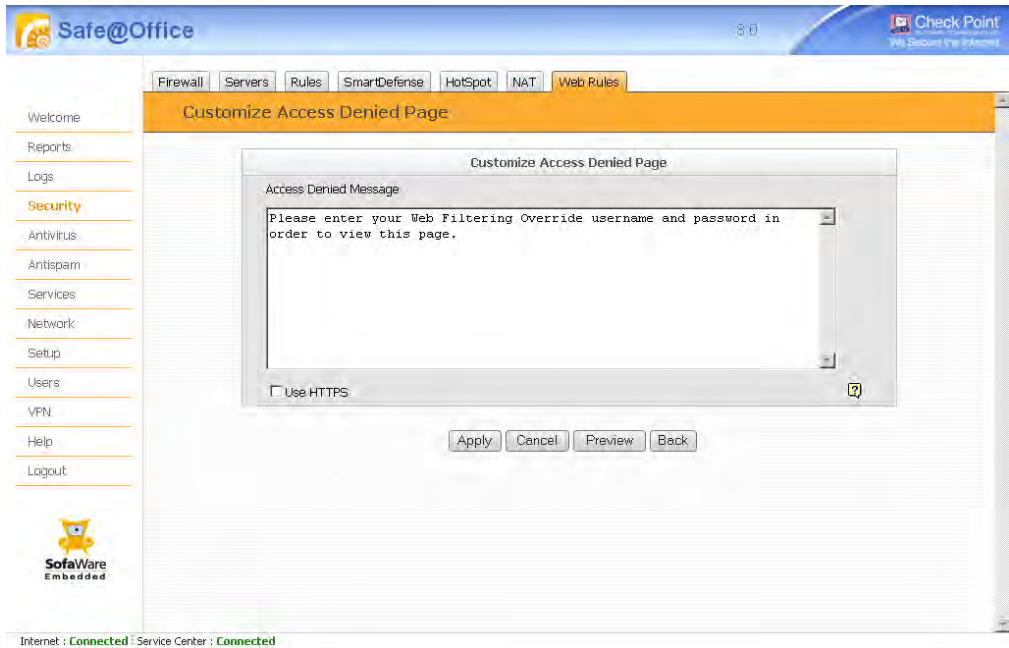 Safe@Office
8.0
Check Point
We Secure the Internet
Firewall Servers Rules SmartDefense HotSpot NAT Web Rules
Customize Access Denied Page
Welcome
Reports
Logs
Security
Antivirus
Antispam
Services
Network
Setup
Users
VPN
Help
Logout
Customize Access Denied Page
Access Denied Message
Please enter your Web Filtering Override username and password in
order to view this page.
Use HTTPS
?
Apply Cancel Preview Back
SofaWare
Embedded
Internet : Connected Service Center : Connected